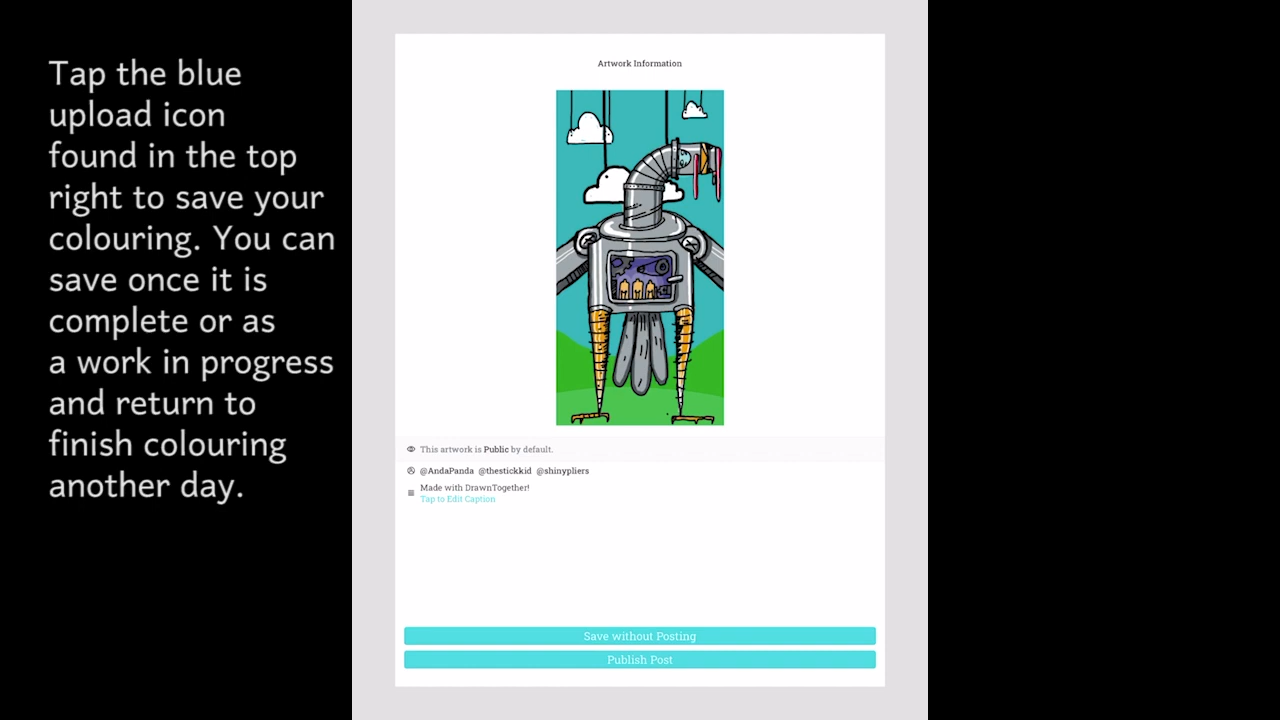 Tap the blue
upload icon
found in the top
right to save your
colouring. You can
save once it is
complete or as
a work in progress
and return to
finish colouring
another day.
Artwork Information
This artwork is Public by default.
@AndaPanda @thestickkid @shinypliers
Made with DrawnTogether!
Tap to Edit Caption
Save without Posting
Publish Post